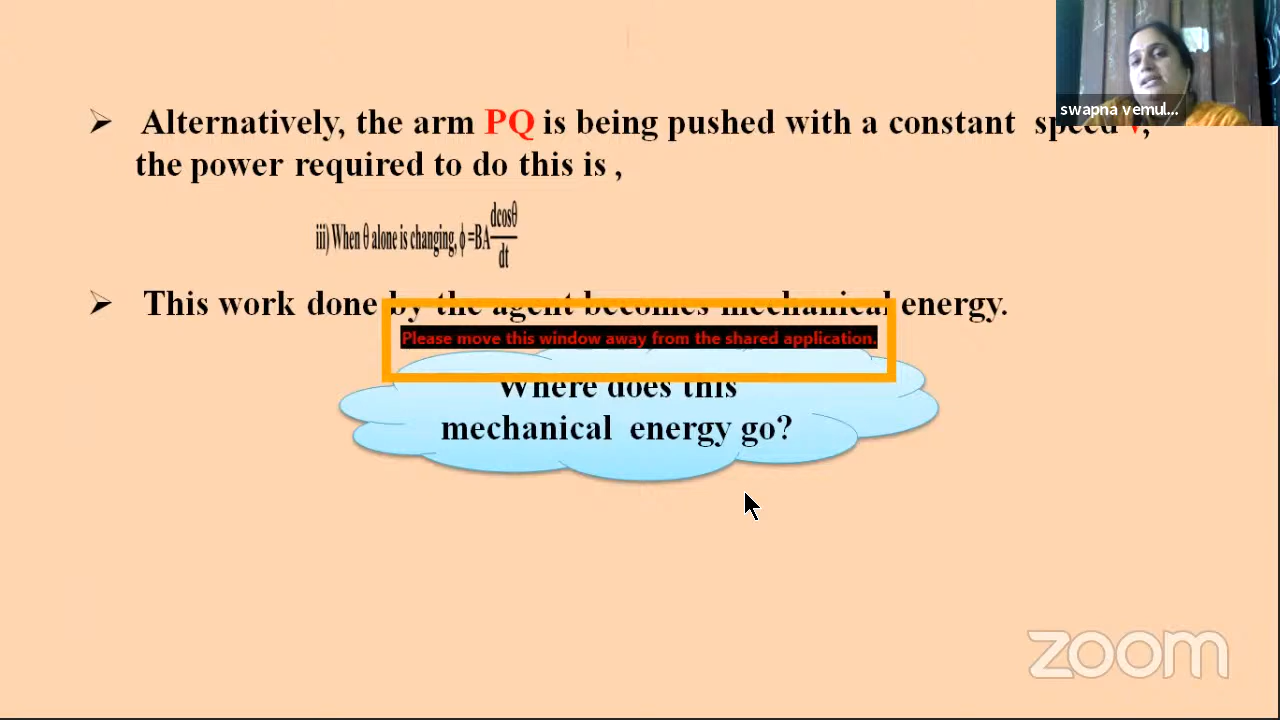 ➢ Alternatively, the arm PQ is being pushed with a constant speed v,
the power required to do this is ,
iii) When θ alone is changing, ϕ =BA dcosθ/dt
➢ This work done by the agent becomes mechanical energy.
Please move this window away from the shared application.
Where does this
mechanical energy go?
swapna vemul...
zoom